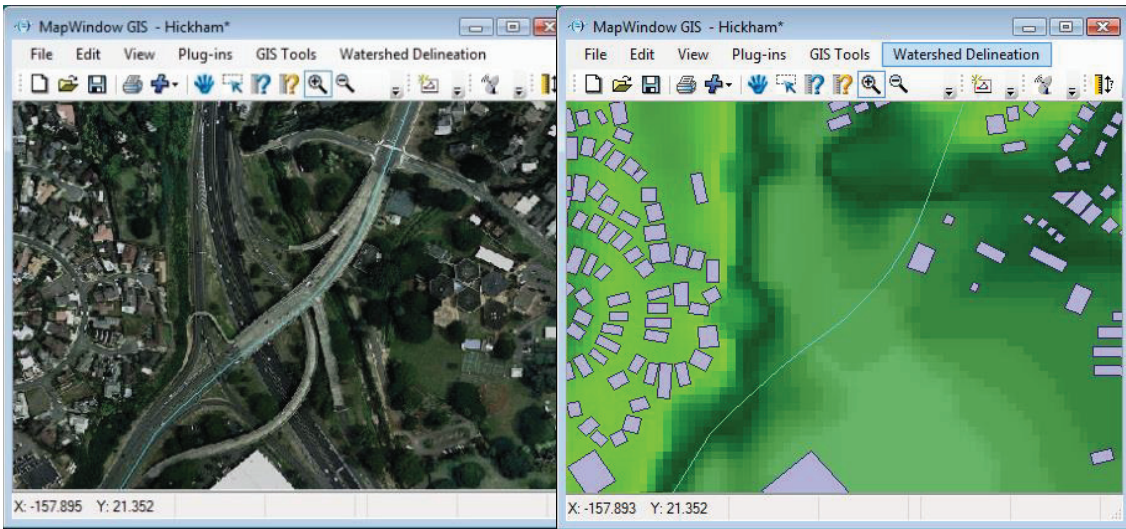 MapWindow GIS - Hickham*
File Edit View Plug-ins GIS Tools Watershed Delineation
X: -157.895 Y: 21.352
MapWindow GIS - Hickham*
File Edit View Plug-ins GIS Tools Watershed Delineation
X: -157.893 Y: 21.352